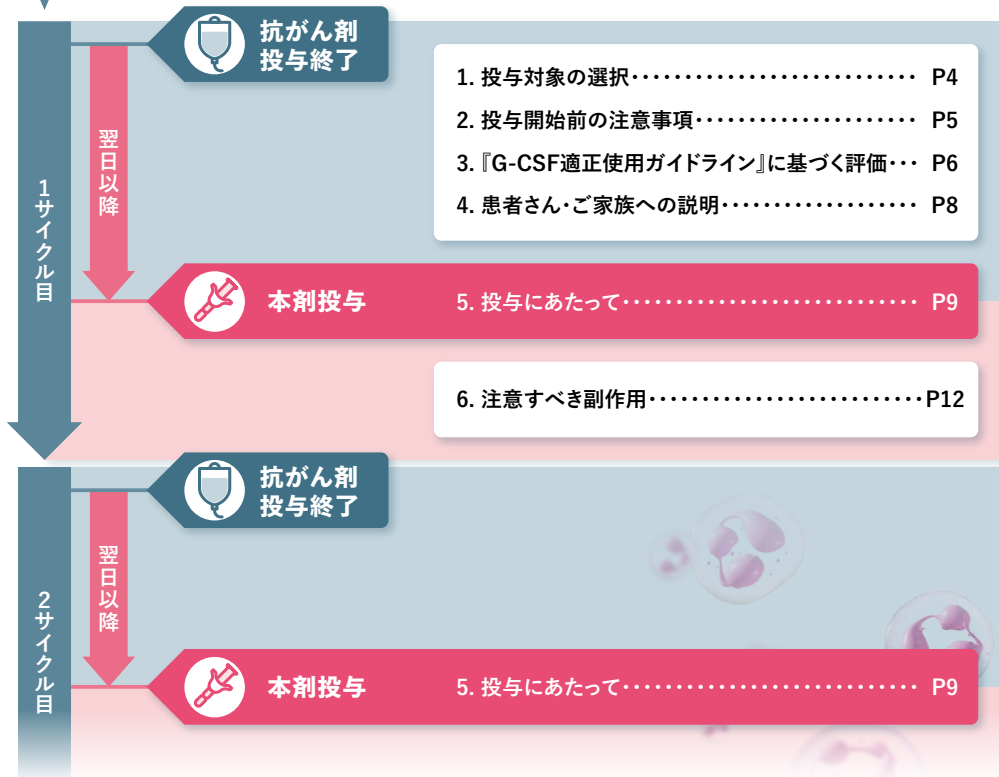 1サイクル目
抗がん剤
投与終了
翌日以降
1. 投与対象の選択・・・・・・・・・・・・・・・・・・・・・・・・・・・ P4
2. 投与開始前の注意事項・・・・・・・・・・・・・・・・・・・・・ P5
3. 『G-CSF適正使用ガイドライン』に基づく評価・・・ P6
4. 患者さん・ご家族への説明・・・・・・・・・・・・・・・・・・・ P8
本剤投与
5. 投与にあたって・・・・・・・・・・・・・・・・・・・・・・・・・・・・ P9
6. 注意すべき副作用・・・・・・・・・・・・・・・・・・・・・・・・・・P12
2サイクル目
抗がん剤
投与終了
翌日以降
本剤投与
5. 投与にあたって・・・・・・・・・・・・・・・・・・・・・・・・・・・・ P9